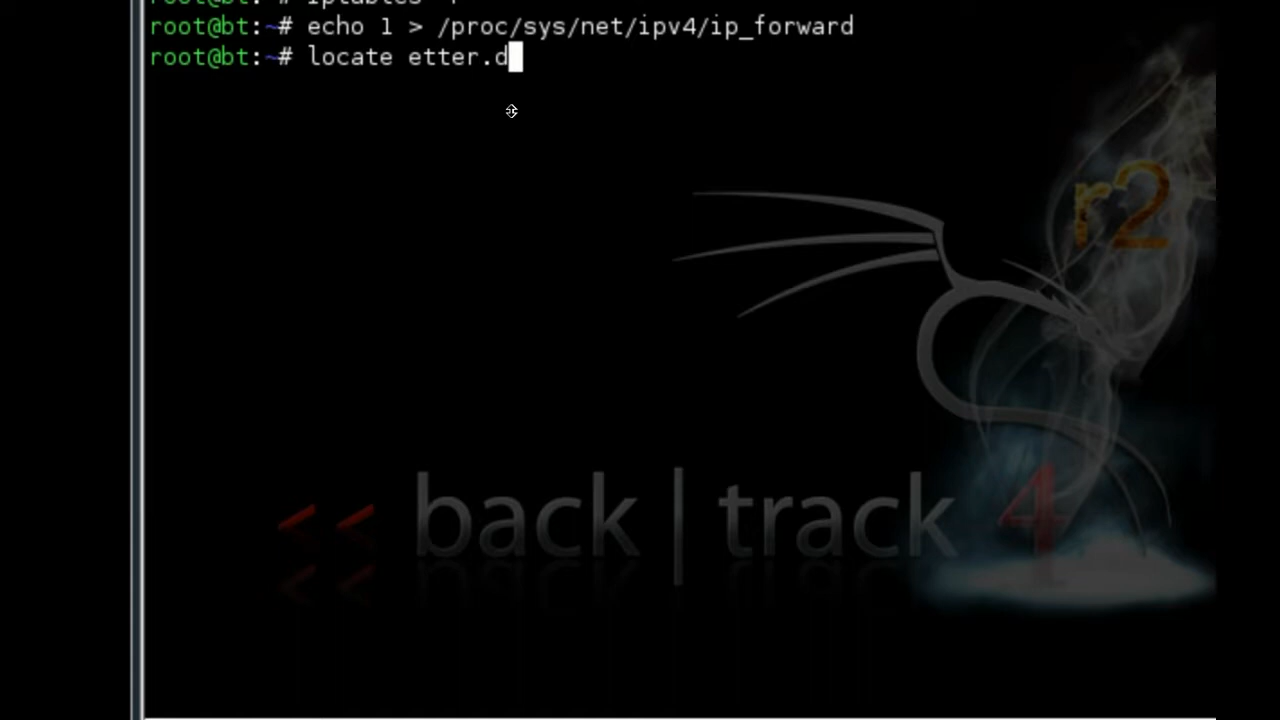 root@bt:~# echo 1 > /proc/sys/net/ipv4/ip_forward
root@bt:~# locate etter.d
r2
<< back | track 4